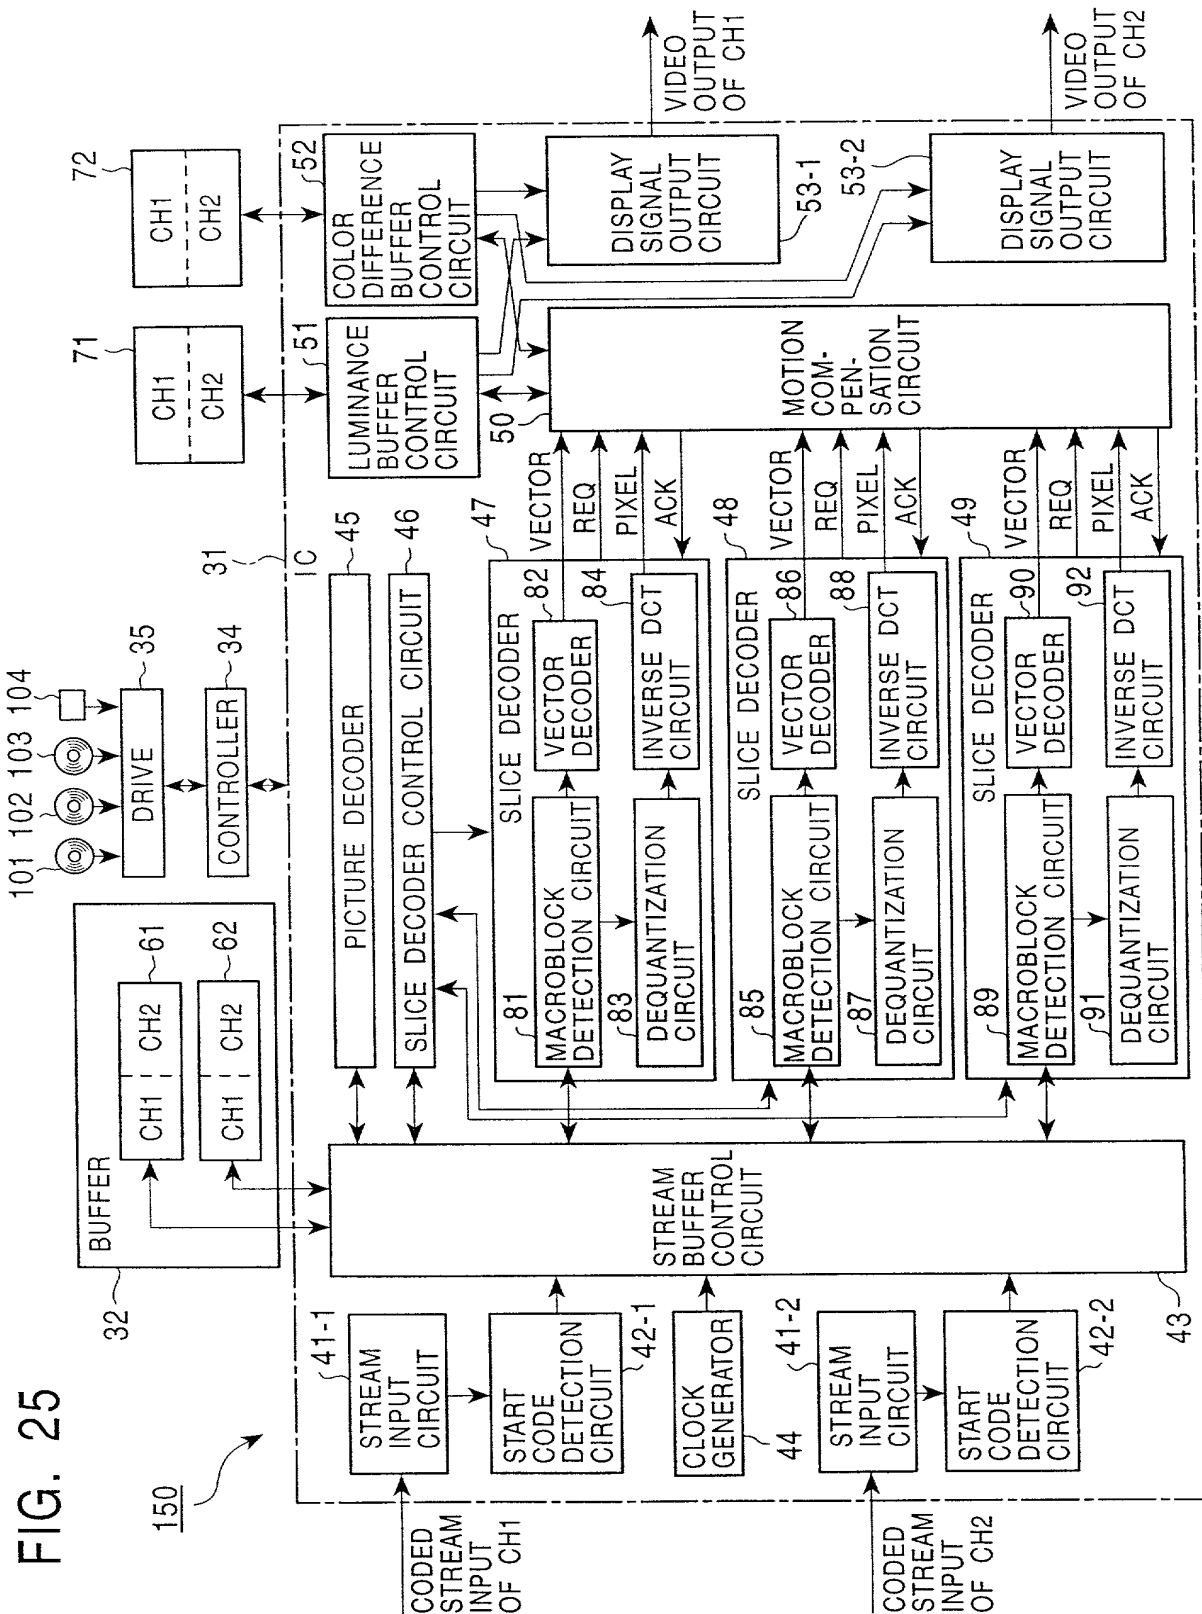 FIG. 25
150
32
BUFFER
CH1
CH2
61
CH1
CH2
62
101
102
103
104
DRIVE
35
CONTROLLER
34
31
IC
71
CH1
CH2
72
CH1
CH2
CODED
STREAM
INPUT
OF CH1
41-1
STREAM
INPUT
CIRCUIT
START
CODE
DETECTION
CIRCUIT
42-1
CLOCK
GENERATOR
44
CODED
STREAM
INPUT
OF CH2
41-2
STREAM
INPUT
CIRCUIT
START
CODE
DETECTION
CIRCUIT
42-2
STREAM
BUFFER
CONTROL
CIRCUIT
43
PICTURE DECODER
45
SLICE DECODER CONTROL CIRCUIT
46
SLICE DECODER
47
81
MACROBLOCK
DETECTION CIRCUIT
VECTOR
DECODER
82
83
DEQUANTIZATION
CIRCUIT
INVERSE DCT
CIRCUIT
84
VECTOR
REQ
PIXEL
ACK
SLICE DECODER
48
85
MACROBLOCK
DETECTION CIRCUIT
VECTOR
DECODER
86
87
DEQUANTIZATION
CIRCUIT
INVERSE DCT
CIRCUIT
88
VECTOR
REQ
PIXEL
ACK
SLICE DECODER
49
89
MACROBLOCK
DETECTION CIRCUIT
VECTOR
DECODER
90
91
DEQUANTIZATION
CIRCUIT
INVERSE DCT
CIRCUIT
92
VECTOR
REQ
PIXEL
ACK
LUMINANCE
BUFFER
CONTROL
CIRCUIT
51
COLOR
DIFFERENCE
BUFFER
CONTROL
CIRCUIT
52
50
MOTION
COM-
PEN-
SATION
CIRCUIT
DISPLAY
SIGNAL
OUTPUT
CIRCUIT
53-1
VIDEO
OUTPUT
OF CH1
53-2
DISPLAY
SIGNAL
OUTPUT
CIRCUIT
VIDEO
OUTPUT
OF CH2